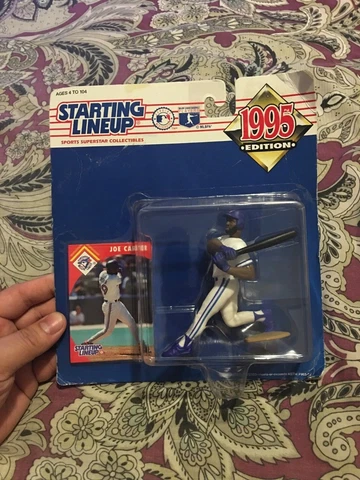 AGES 4 TO 104
STARTING
LINEUP
SPORTS SUPERSTAR COLLECTIBLES
1995
EDITION
JOE CARTER
STARTING
LINEUP